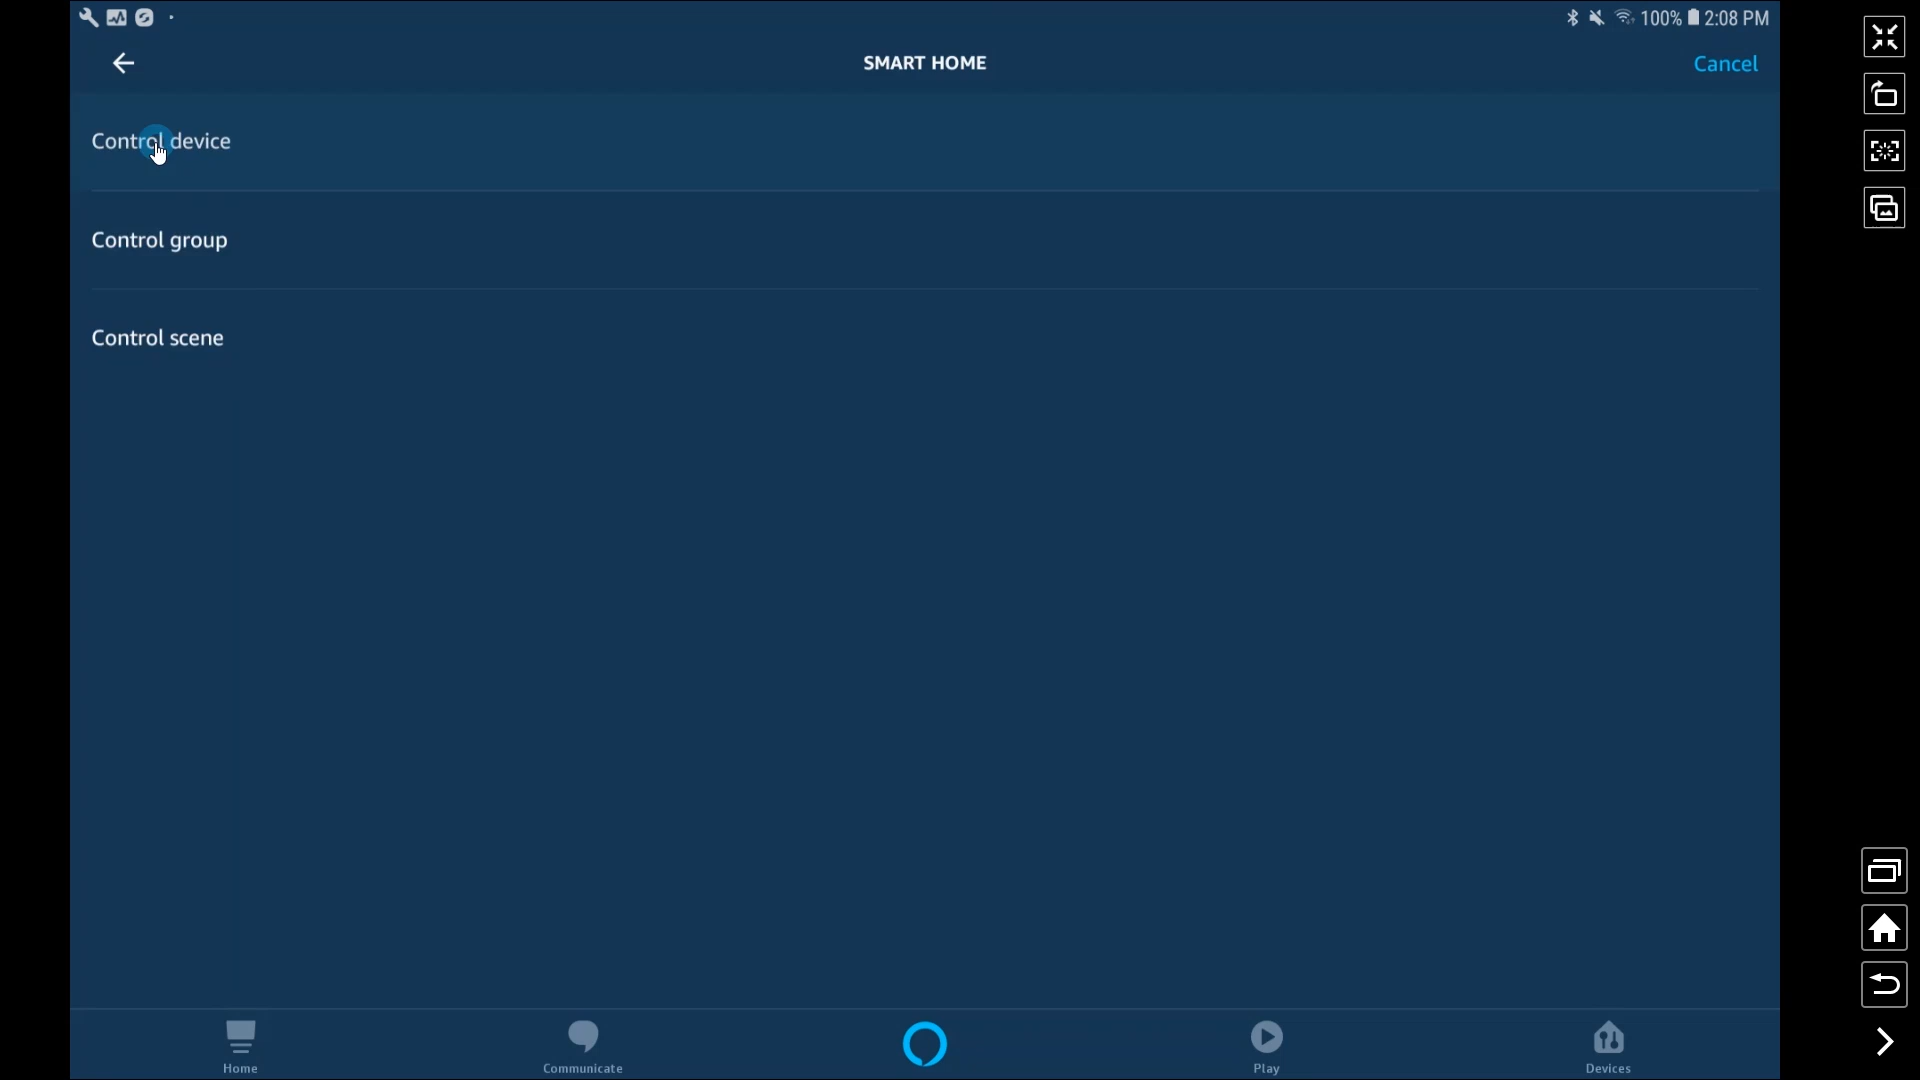 100% 2:08 PM
SMART HOME
Cancel
Control device
Control group
Control scene
Home
Communicate
Play
Devices